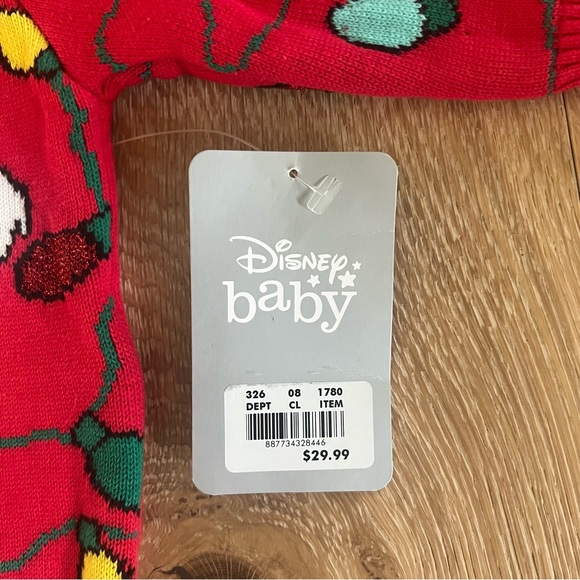 Disney
baby
326 08 1780
DEPT CL ITEM
887734328446
$29.99